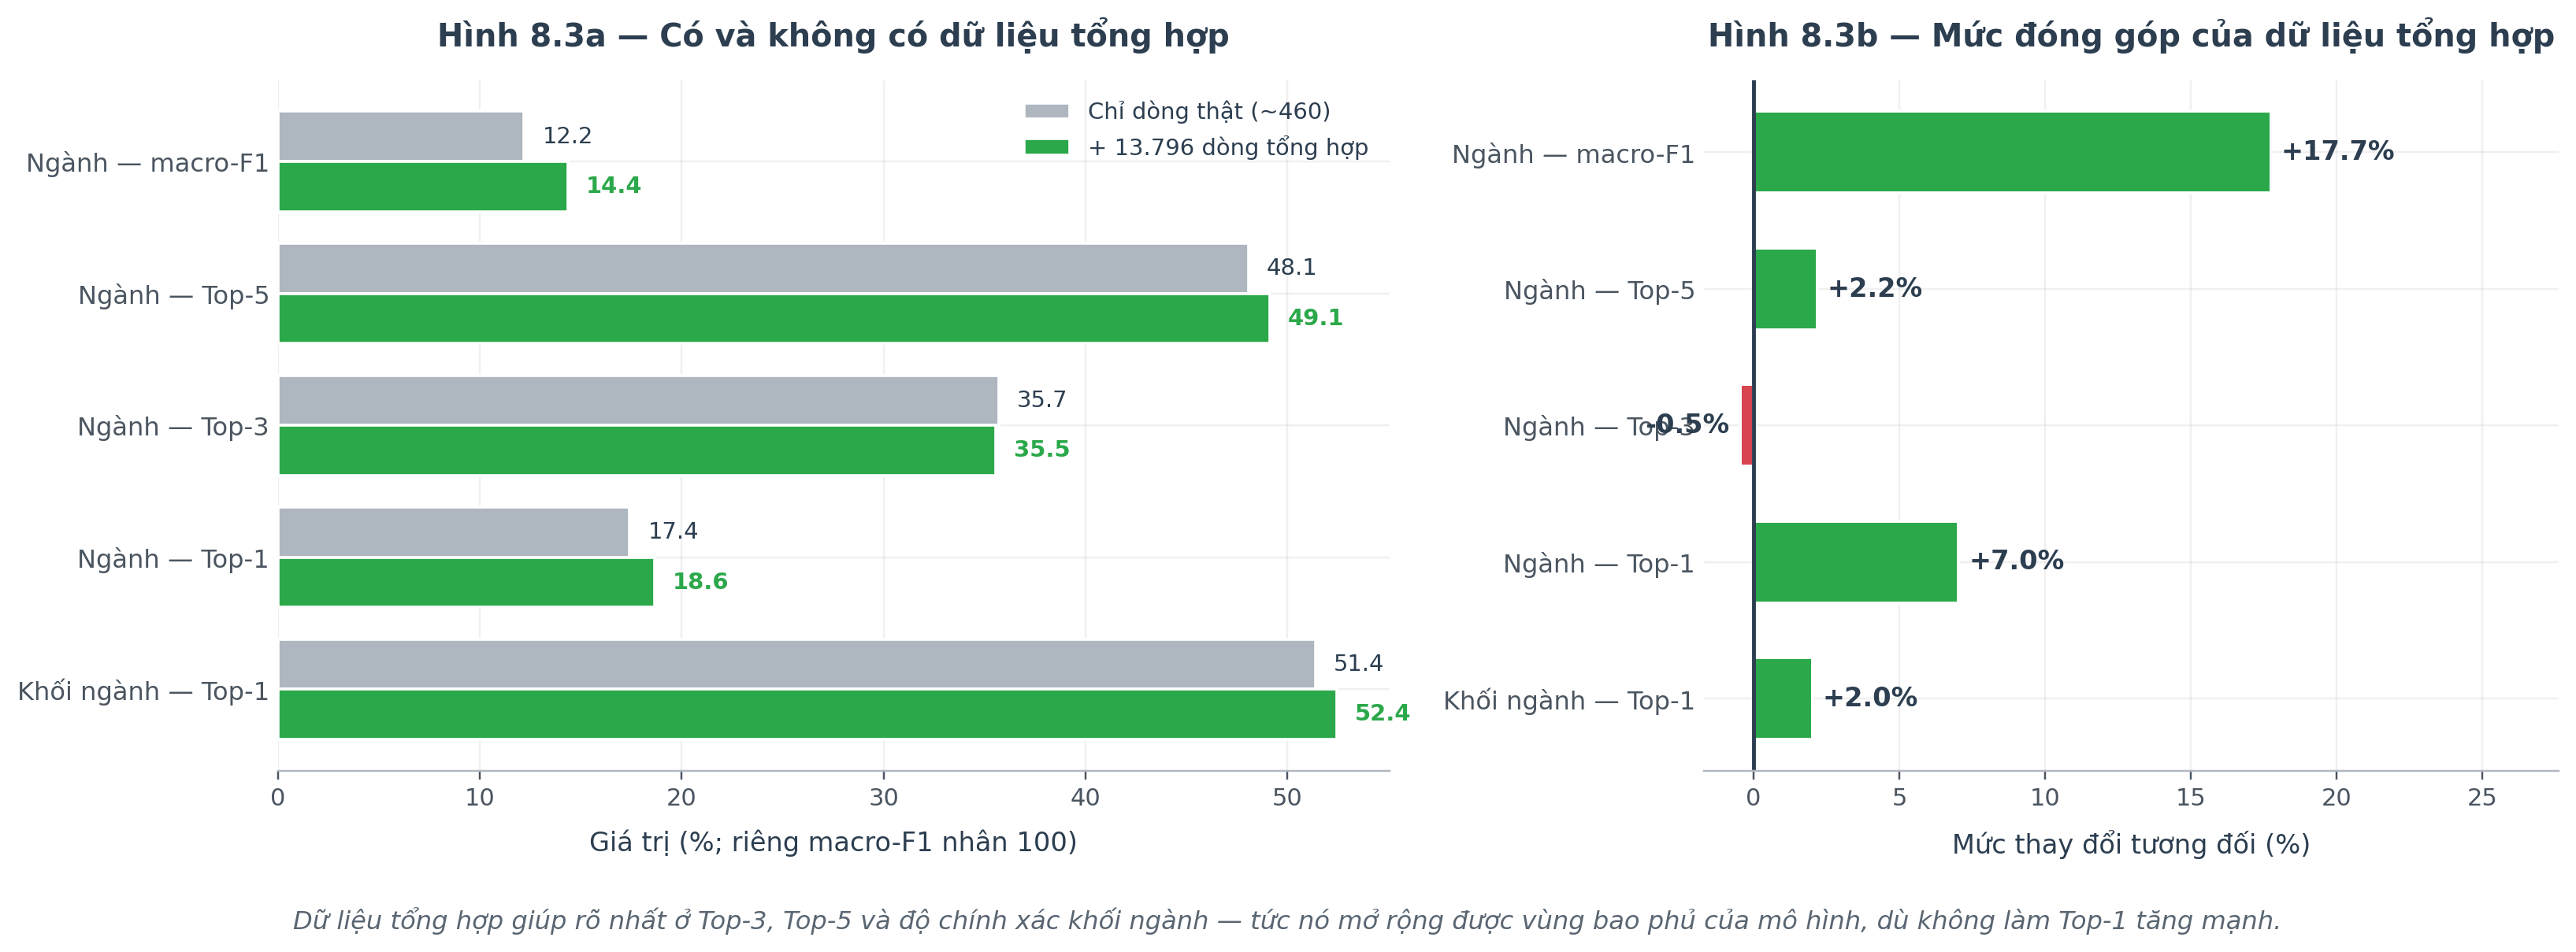 Hình 8.3a — Có và không có dữ liệu tổng hợp
Chỉ dòng thật (~460)
+ 13.796 dòng tổng hợp
Ngành — macro-F1
12.2
14.4
Ngành — Top-5
48.1
49.1
Ngành — Top-3
35.7
35.5
Ngành — Top-1
17.4
18.6
Khối ngành — Top-1
51.4
52.4
0 10 20 30 40 50
Giá trị (%; riêng macro-F1 nhân 100)
Hình 8.3b — Mức đóng góp của dữ liệu tổng hợp
Ngành — macro-F1
+17.7%
Ngành — Top-5
+2.2%
Ngành — Top-3
-0.5%
Ngành — Top-1
+7.0%
Khối ngành — Top-1
+2.0%
0 5 10 15 20 25
Mức thay đổi tương đối (%)
Dữ liệu tổng hợp giúp rõ nhất ở Top-3, Top-5 và độ chính xác khối ngành — tức nó mở rộng được vùng bao phủ của mô hình, dù không làm Top-1 tăng mạnh.